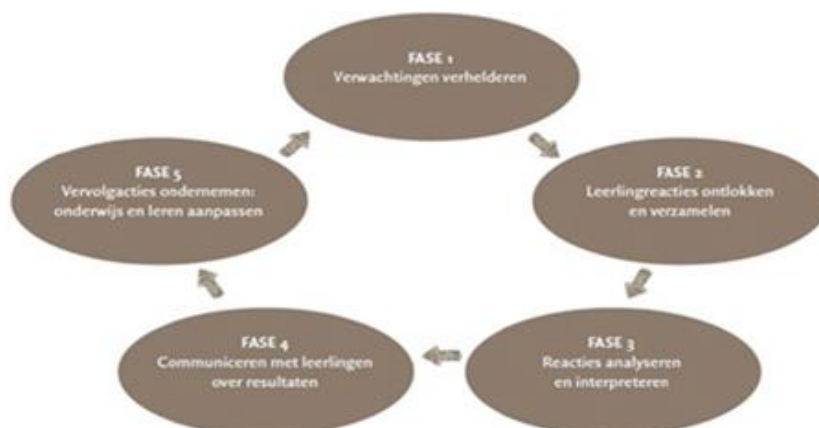 FASE 1
Verwachtingen verhelderen
FASE 2
Leerlingreacties ontlokken
en verzamelen
FASE 3
Reacties analyseren
en interpreteren
FASE 4
Communiceren met leerlingen
over resultaten
FASE 5
Vervolgacties ondernemen:
onderwijs en leren aanpassen